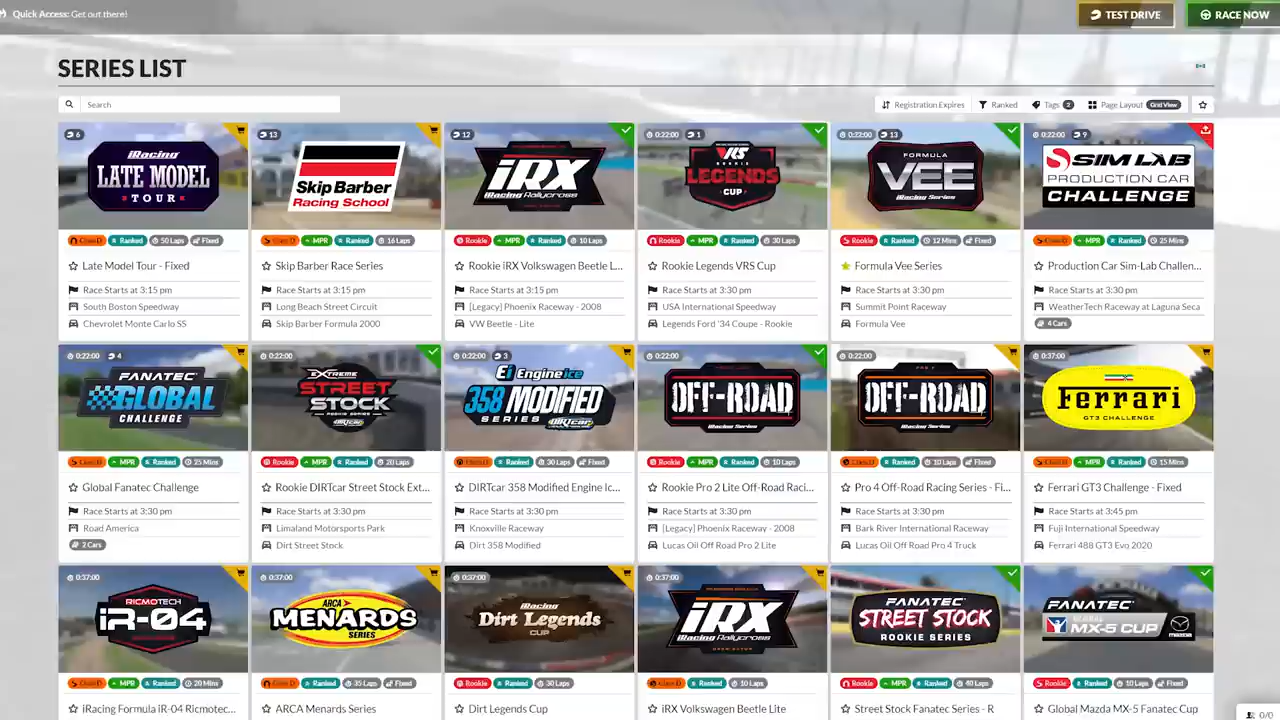 Quick Access: Get out there!
TEST DRIVE
RACE NOW
SERIES LIST
Search
Registration Expires
Ranked
Tags 2
Page Layout Grid View
6
iRacing
LATE MODEL
TOUR
Class D Ranked 50 Laps Fixed
Late Model Tour - Fixed
Race Starts at 3:15 pm
South Boston Speedway
Chevrolet Monte Carlo SS
13
Skip Barber
Racing School
Class D MPR Ranked 16 Laps
Skip Barber Race Series
Race Starts at 3:15 pm
Long Beach Street Circuit
Skip Barber Formula 2000
12
iRX
iRacing Rallycross
Rookie MPR Ranked 10 Laps
Rookie iRX Volkswagen Beetle L...
Race Starts at 3:15 pm
[Legacy] Phoenix Raceway - 2008
VW Beetle - Lite
0:22:00 1
VRS
ROOKIE
LEGENDS
CUP
Rookie MPR Ranked 30 Laps
Rookie Legends VRS Cup
Race Starts at 3:30 pm
USA International Speedway
Legends Ford '34 Coupe - Rookie
0:22:00 13
FORMULA
VEE
iRacing Series
Rookie Ranked 12 Mins Fixed
Formula Vee Series
Race Starts at 3:30 pm
Summit Point Raceway
Formula Vee
0:22:00 9
SIM LAB
PRODUCTION CAR
CHALLENGE
Class D MPR Ranked 25 Mins
Production Car Sim-Lab Challen...
Race Starts at 3:30 pm
WeatherTech Raceway at Laguna Seca
4 Cars
0:22:00 4
FANATEC
GLOBAL
CHALLENGE
Class D MPR Ranked 25 Mins
Global Fanatec Challenge
Race Starts at 3:30 pm
Road America
2 Cars
0:22:00
EXTREME
STREET
STOCK
ROOKIE SERIES
DIRTcar
Rookie MPR Ranked 20 Laps
Rookie DIRTcar Street Stock Ext...
Race Starts at 3:30 pm
Limaland Motorsports Park
Dirt Street Stock
0:22:00 3
Ei Engine ice
358 MODIFIED
SERIES DIRTcar
Class D Ranked 30 Laps Fixed
DIRTcar 358 Modified Engine Ic...
Race Starts at 3:30 pm
Knoxville Raceway
Dirt 358 Modified
0:22:00
OFF-ROAD
iRacing Series
Rookie MPR Ranked 10 Laps
Rookie Pro 2 Lite Off-Road Raci...
Race Starts at 3:30 pm
[Legacy] Phoenix Raceway - 2008
Lucas Oil Off Road Pro 2 Lite
0:22:00
PRO 4
OFF-ROAD
iRacing Series
Class D Ranked 10 Laps Fixed
Pro 4 Off-Road Racing Series - Fi...
Race Starts at 3:30 pm
Bark River International Raceway
Lucas Oil Off Road Pro 4 Truck
0:37:00
Ferrari
GT3 CHALLENGE
Class D MPR Ranked 15 Mins
Ferrari GT3 Challenge - Fixed
Race Starts at 3:45 pm
Fuji International Speedway
Ferrari 488 GT3 Evo 2020
0:37:00
RICMOTECH
iR-04
Class D MPR Ranked 20 Mins
iRacing Formula iR-04 Ricmotec...
0:37:00
ARCA
MENARDS
SERIES
Class D Ranked 35 Laps Fixed
ARCA Menards Series
0:37:00
iRacing
Dirt Legends
CUP
Rookie Ranked 30 Laps
Dirt Legends Cup
0:37:00
iRX
iRacing Rallycross
Class D Ranked 10 Laps
iRX Volkswagen Beetle Lite
FANATEC
STREET STOCK
ROOKIE SERIES
Rookie MPR Ranked 40 Laps
Street Stock Fanatec Series - R
FANATEC
GLOBAL
MX-5 CUP
mazda
Rookie Ranked 10 Laps Fixed
Global Mazda MX-5 Fanatec Cup
0/0